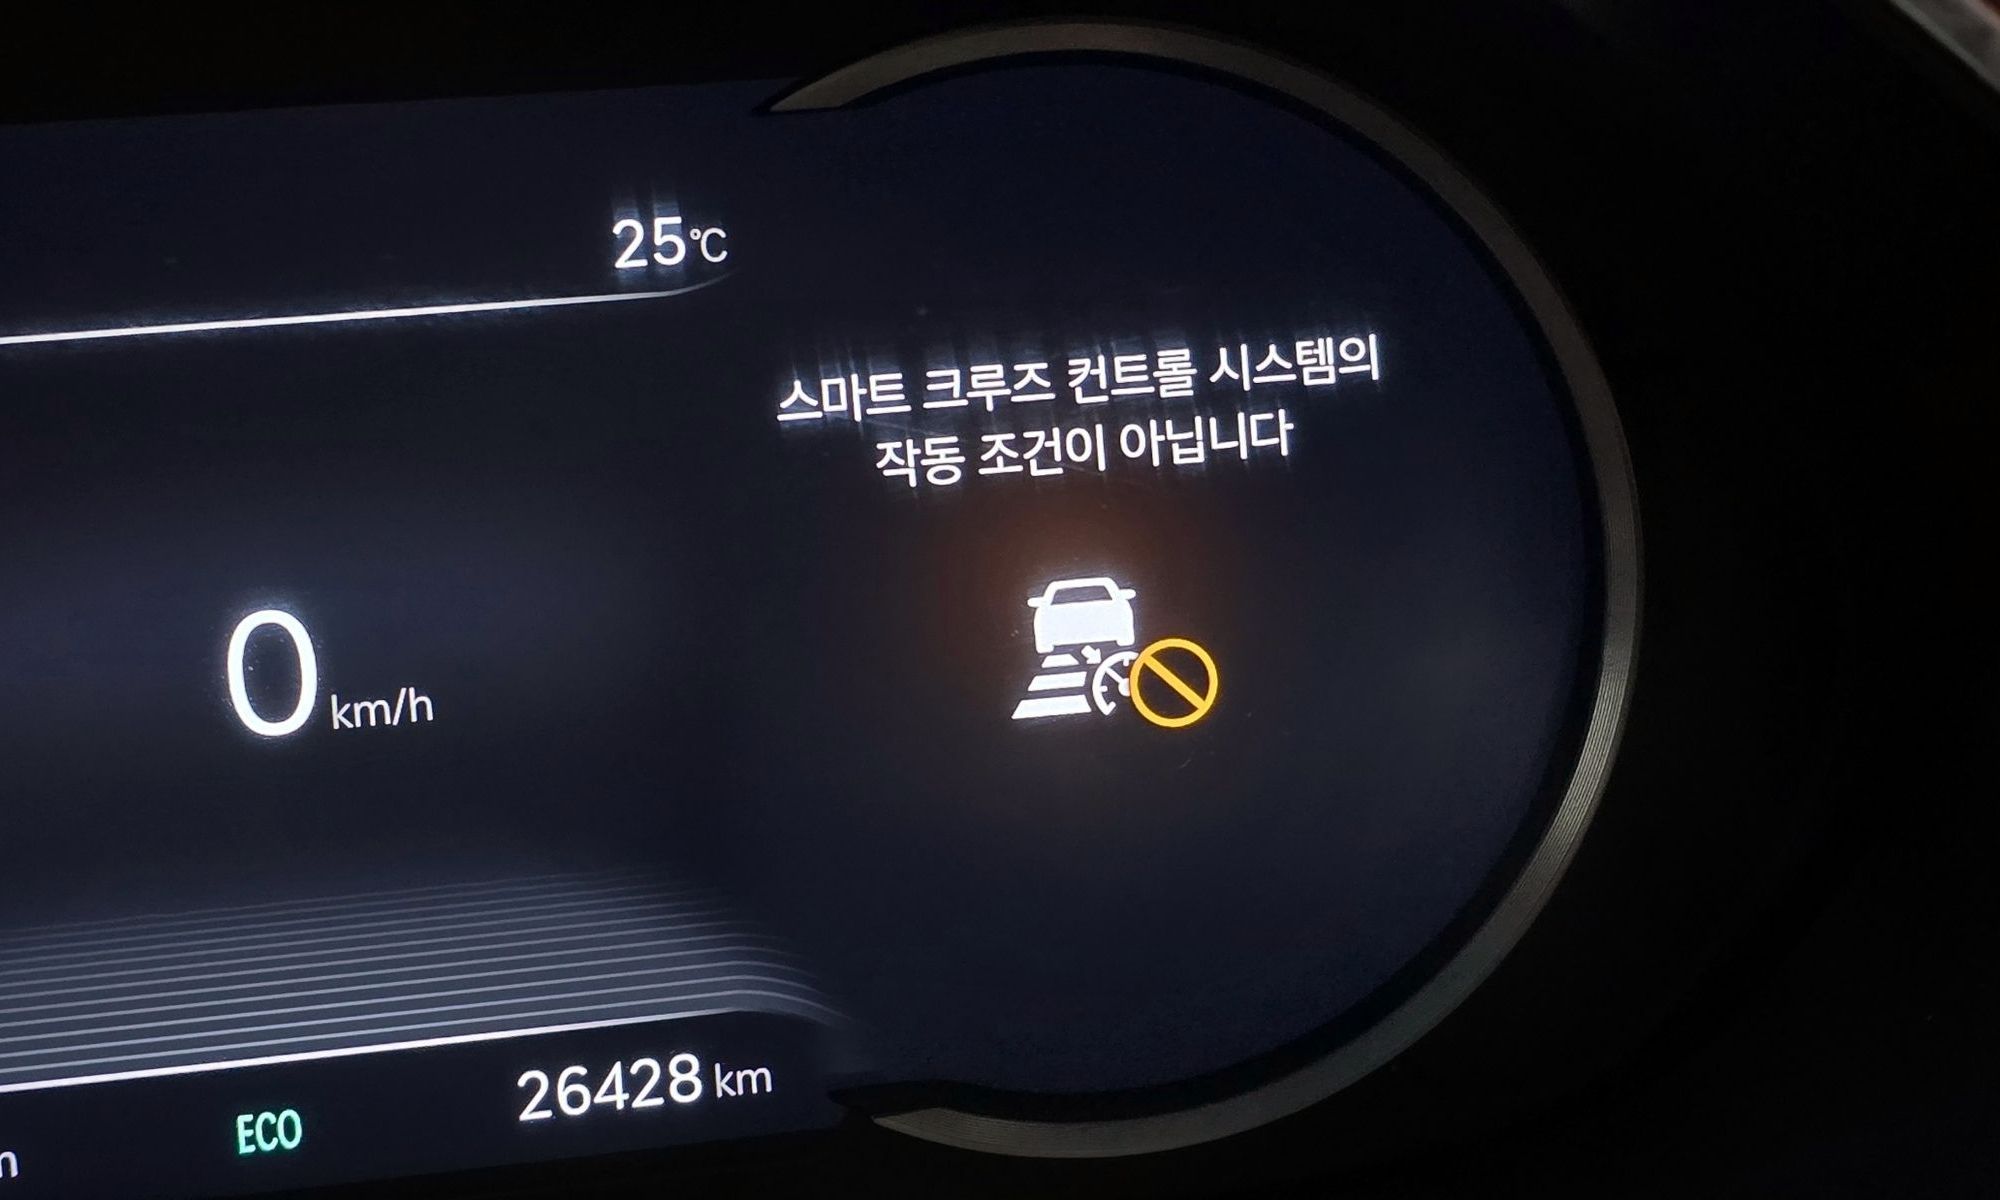 25℃
스마트 크루즈 컨트롤 시스템의
작동 조건이 아닙니다
0 km/h
26428 km
ECO